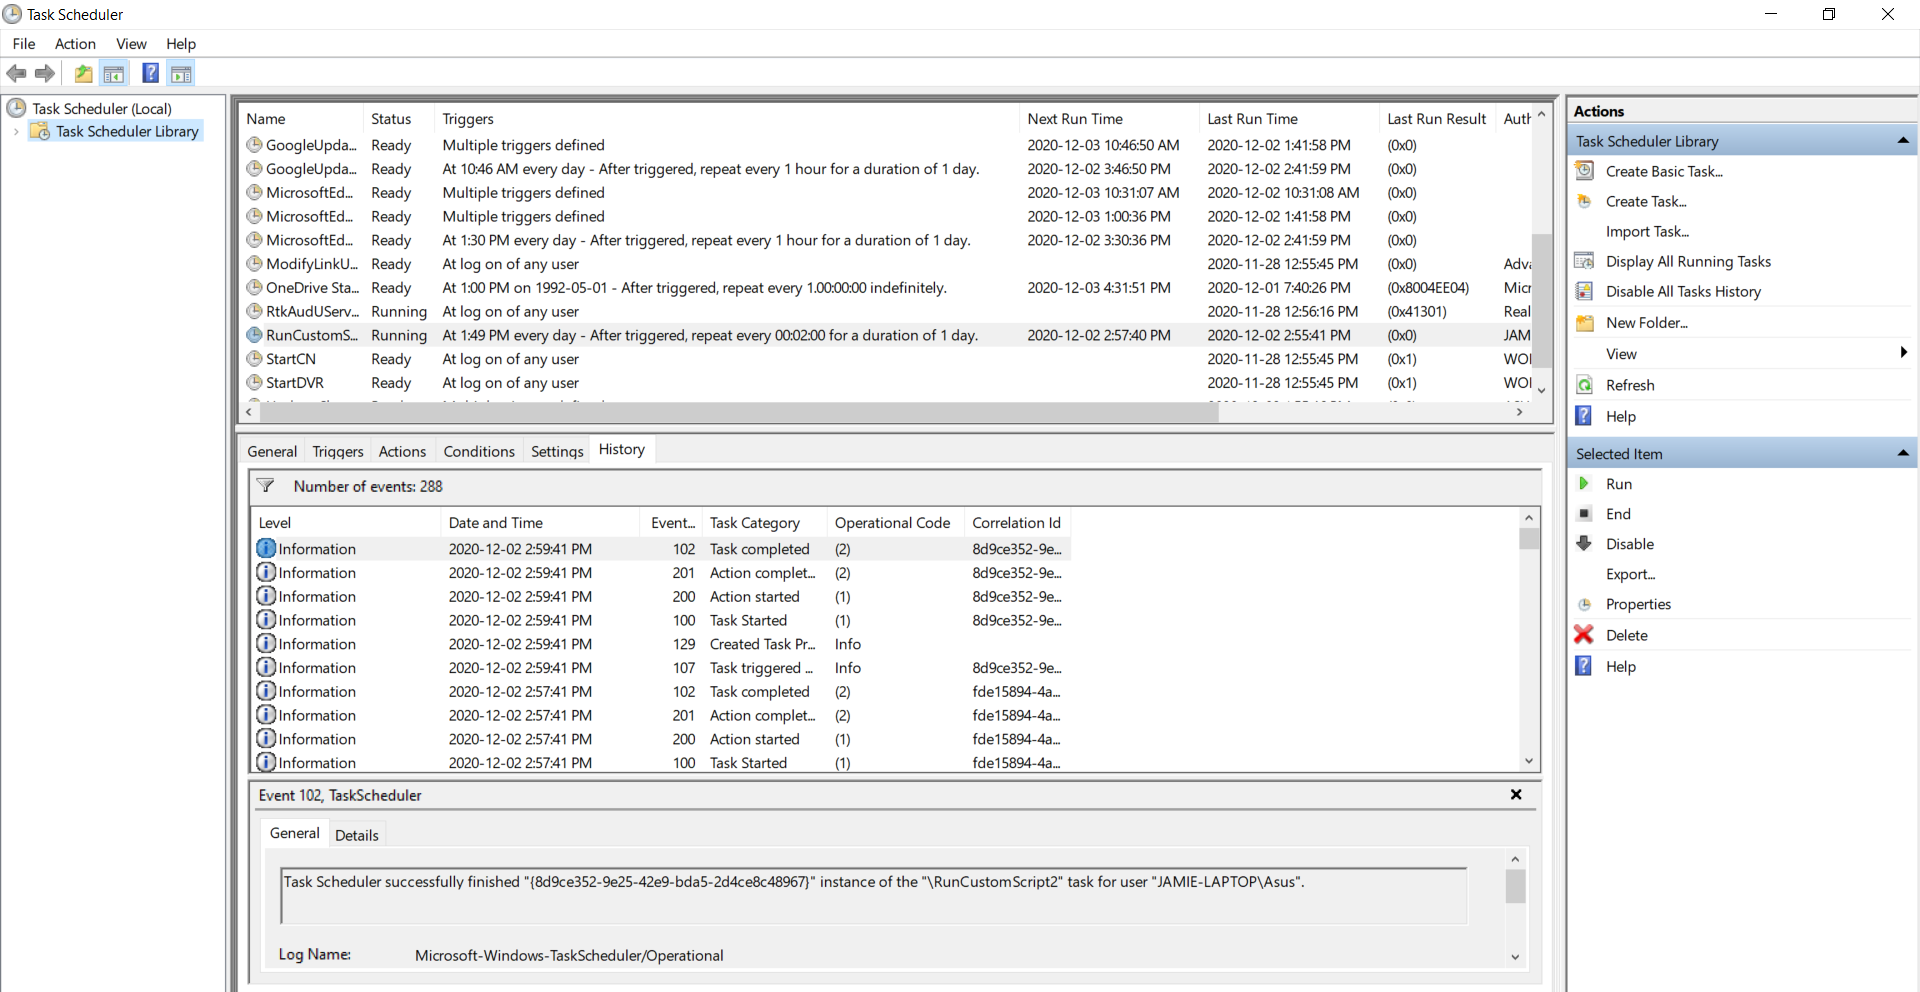 Task Scheduler
File Action View Help
Task Scheduler (Local)
Task Scheduler Library
Name Status Triggers Next Run Time Last Run Time Last Run Result Auth
GoogleUpda... Ready Multiple triggers defined 2020-12-03 10:46:50 AM 2020-12-02 1:41:58 PM (0x0)
GoogleUpda... Ready At 10:46 AM every day - After triggered, repeat every 1 hour for a duration of 1 day. 2020-12-02 3:46:50 PM 2020-12-02 2:41:59 PM (0x0)
MicrosoftEd... Ready Multiple triggers defined 2020-12-03 10:31:07 AM 2020-12-02 10:31:08 AM (0x0)
MicrosoftEd... Ready Multiple triggers defined 2020-12-03 1:00:36 PM 2020-12-02 1:41:58 PM (0x0)
MicrosoftEd... Ready At 1:30 PM every day - After triggered, repeat every 1 hour for a duration of 1 day. 2020-12-02 3:30:36 PM 2020-12-02 2:41:59 PM (0x0)
ModifyLinkU... Ready At log on of any user 2020-11-28 12:55:45 PM (0x0) Adva
OneDrive Sta... Ready At 1:00 PM on 1992-05-01 - After triggered, repeat every 1.00:00:00 indefinitely. 2020-12-03 4:31:51 PM 2020-12-01 7:40:26 PM (0x8004EE04) Micr
RtkAudUServ... Running At log on of any user 2020-11-28 12:56:16 PM (0x41301) Real
RunCustomS... Running At 1:49 PM every day - After triggered, repeat every 00:02:00 for a duration of 1 day. 2020-12-02 2:57:40 PM 2020-12-02 2:55:41 PM (0x0) JAM
StartCN Ready At log on of any user 2020-11-28 12:55:45 PM (0x1) WO
StartDVR Ready At log on of any user 2020-11-28 12:55:45 PM (0x1) WO
General Triggers Actions Conditions Settings History
Number of events: 288
Level Date and Time Event... Task Category Operational Code Correlation Id
Information 2020-12-02 2:59:41 PM 102 Task completed (2) 8d9ce352-9e...
Information 2020-12-02 2:59:41 PM 201 Action complet... (2) 8d9ce352-9e...
Information 2020-12-02 2:59:41 PM 200 Action started (1) 8d9ce352-9e...
Information 2020-12-02 2:59:41 PM 100 Task Started (1) 8d9ce352-9e...
Information 2020-12-02 2:59:41 PM 129 Created Task Pr... Info
Information 2020-12-02 2:59:41 PM 107 Task triggered ... Info 8d9ce352-9e...
Information 2020-12-02 2:57:41 PM 102 Task completed (2) fde15894-4a...
Information 2020-12-02 2:57:41 PM 201 Action complet... (2) fde15894-4a...
Information 2020-12-02 2:57:41 PM 200 Action started (1) fde15894-4a...
Information 2020-12-02 2:57:41 PM 100 Task Started (1) fde15894-4a...
Event 102, TaskScheduler
General Details
Task Scheduler successfully finished "{8d9ce352-9e25-42e9-bda5-2d4ce8c48967}" instance of the "\RunCustomScript2" task for user "JAMIE-LAPTOP\Asus".
Log Name: Microsoft-Windows-TaskScheduler/Operational
Actions
Task Scheduler Library
Create Basic Task...
Create Task...
Import Task...
Display All Running Tasks
Disable All Tasks History
New Folder...
View
Refresh
Help
Selected Item
Run
End
Disable
Export...
Properties
Delete
Help